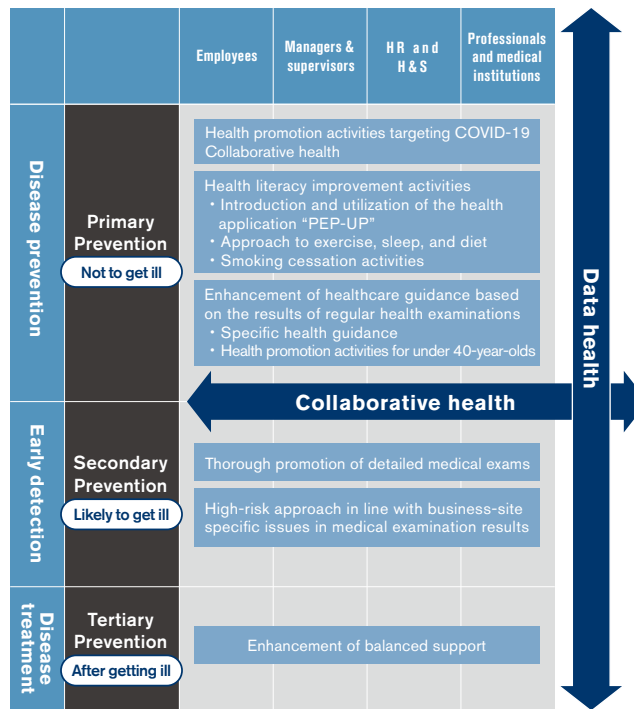 Employees
Managers &
supervisors
HR and
H&S
Professionals
and medical
institutions
Disease prevention
Primary
Prevention
Not to get ill
Health promotion activities targeting COVID-19
Collaborative health
Health literacy improvement activities
・Introduction and utilization of the health
application “PEP-UP”
・Approach to exercise, sleep, and diet
・Smoking cessation activities
Enhancement of healthcare guidance based
on the results of regular health examinations
・Specific health guidance
・Health promotion activities for under 40-year-olds
Collaborative health
Data health
Early detection
Secondary
Prevention
Likely to get ill
Thorough promotion of detailed medical exams
High-risk approach in line with business-site
specific issues in medical examination results
Disease
treatment
Tertiary
Prevention
After getting ill
Enhancement of balanced support